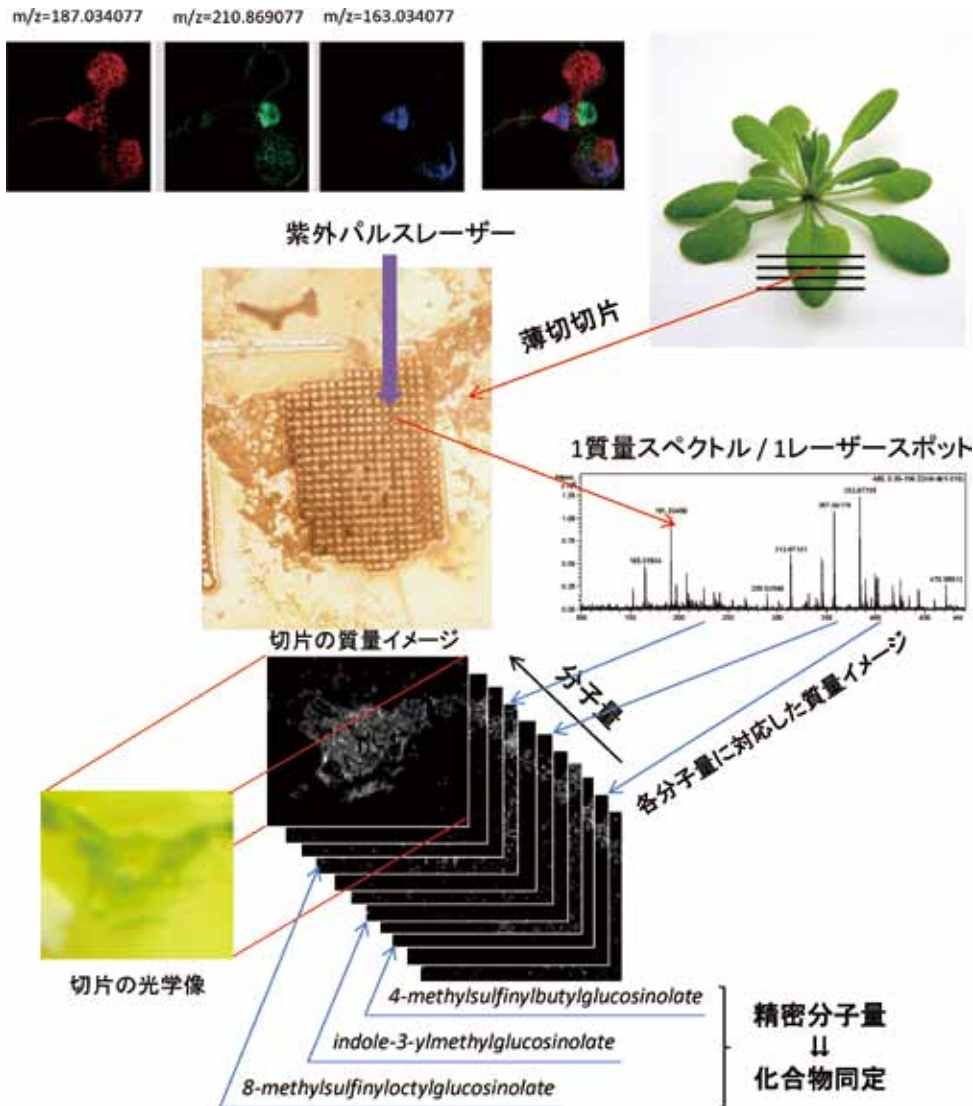 m/z=187.034077
m/z=210.869077
m/z=163.034077
紫外パルスレーザー
薄切切片
1質量スペクトル / 1レーザースポット
切片の質量イメージ
分子量
各分子量に対応した質量イメージ
切片の光学像
4-methylsulfinylbutylglucosinolate
indole-3-ylmethylglucosinolate
8-methylsulfinyloctylglucosinolate
精密分子量
⇓
化合物同定